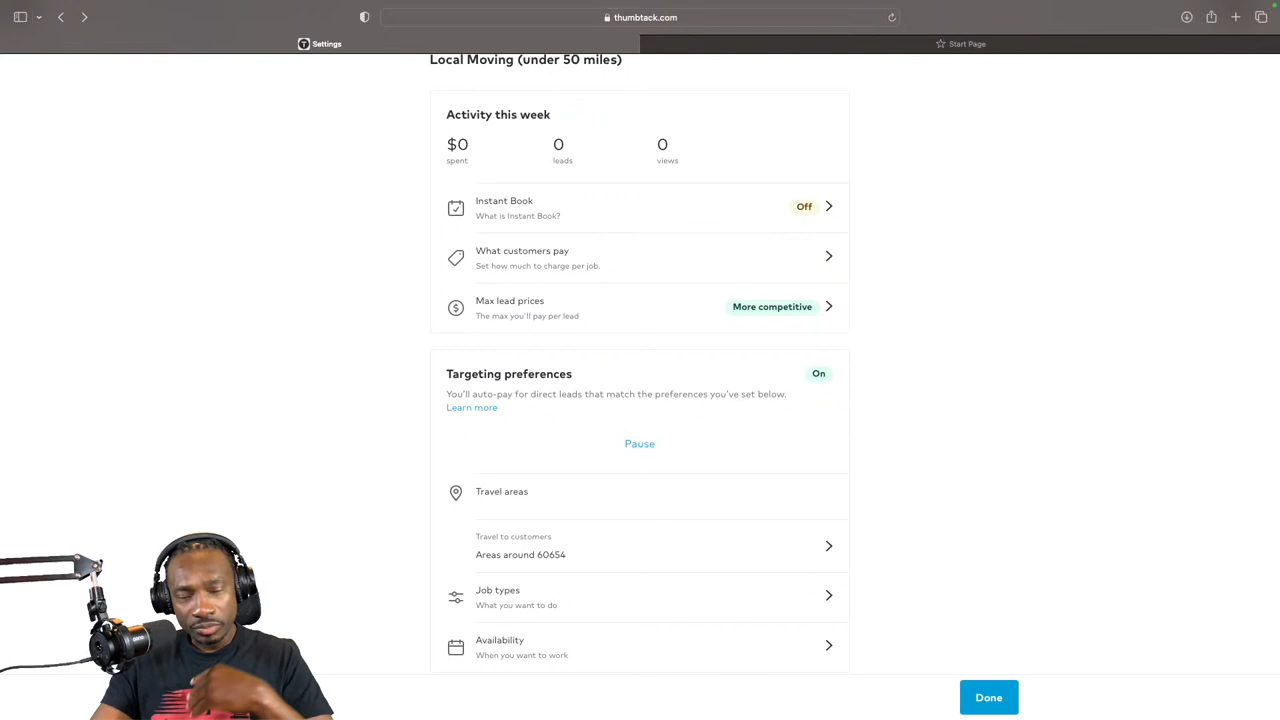 thumbtack.com
Settings
Start Page
Local Moving (under 50 miles)
Activity this week
$0
0
0
spent
leads
views
Instant Book
Off
What is Instant Book?
What customers pay
Set how much to charge per job.
Max lead prices
More competitive
The max you'll pay per lead
Targeting preferences
On
You'll auto-pay for direct leads that match the preferences you've set below.
Learn more
Pause
Travel areas
Travel to customers
Areas around 60654
Job types
What you want to do
Availability
When you want to work
Done